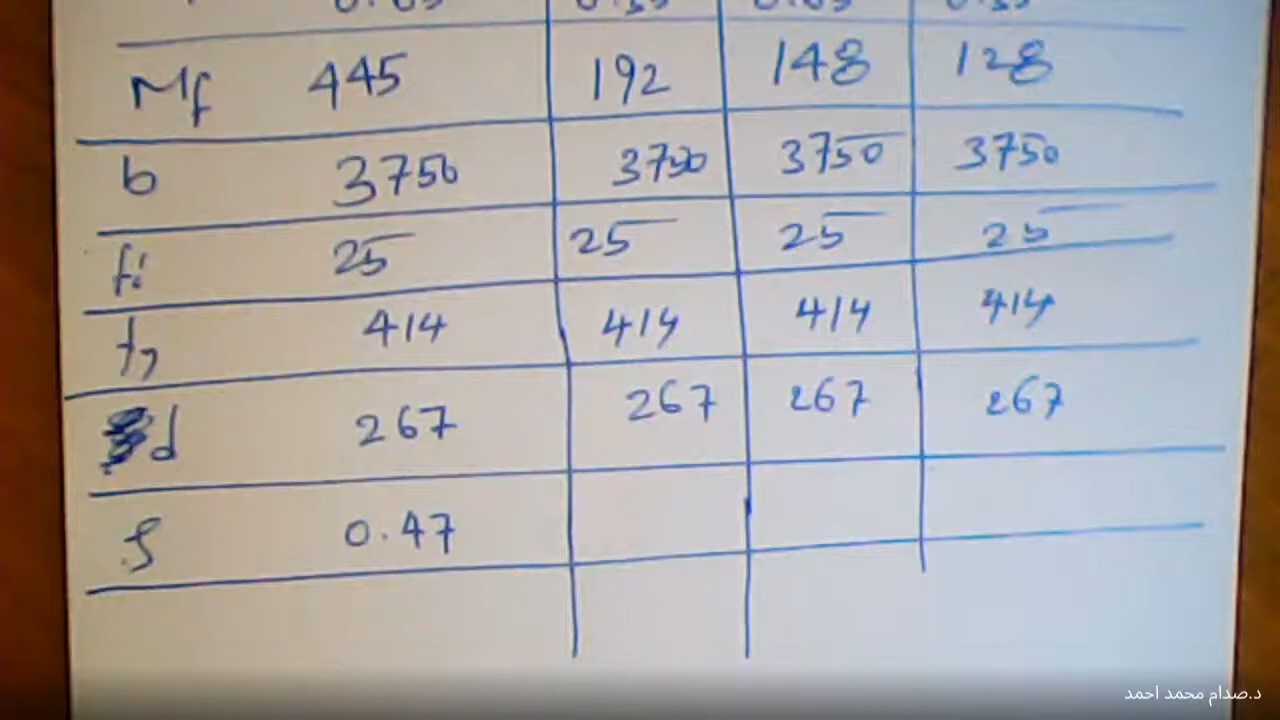 Mf 445 192 148 128
b 3750 3750 3750 3750
fc' 25 25 25 25
fy 414 414 414 414
d 267 267 267 267
ρ 0.47
د.صدام محمد احمد